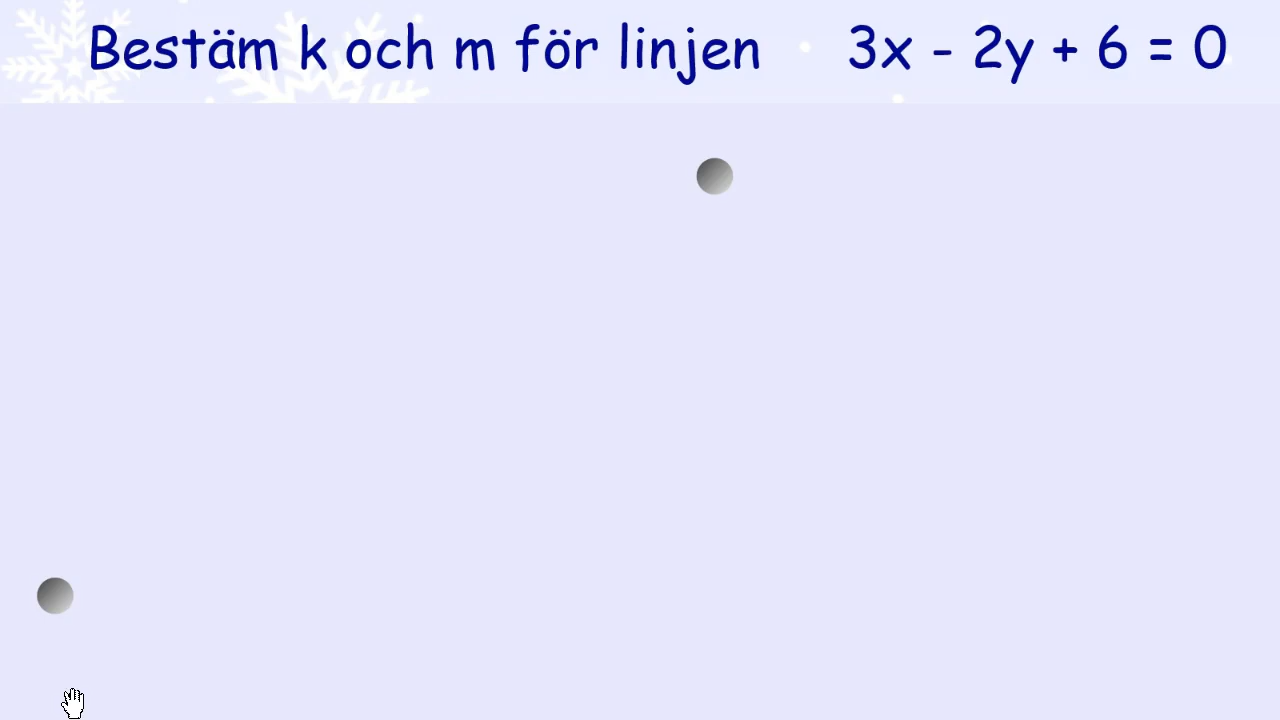 Bestäm k och m för linjen 3x - 2y + 6 = 0